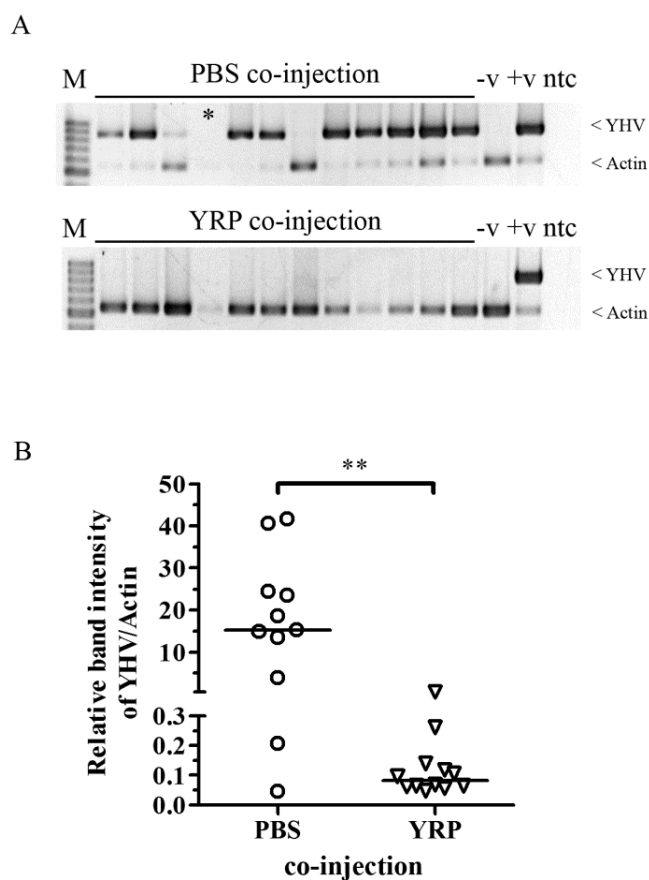 A
M PBS co-injection -v +v ntc
*
< YHV
< Actin
M YRP co-injection -v +v ntc
< YHV
< Actin
B
**
Relative band intensity
of YHV/Actin
50
40
30
20
10
0.3
0.2
0.1
0.0
PBS YRP
co-injection